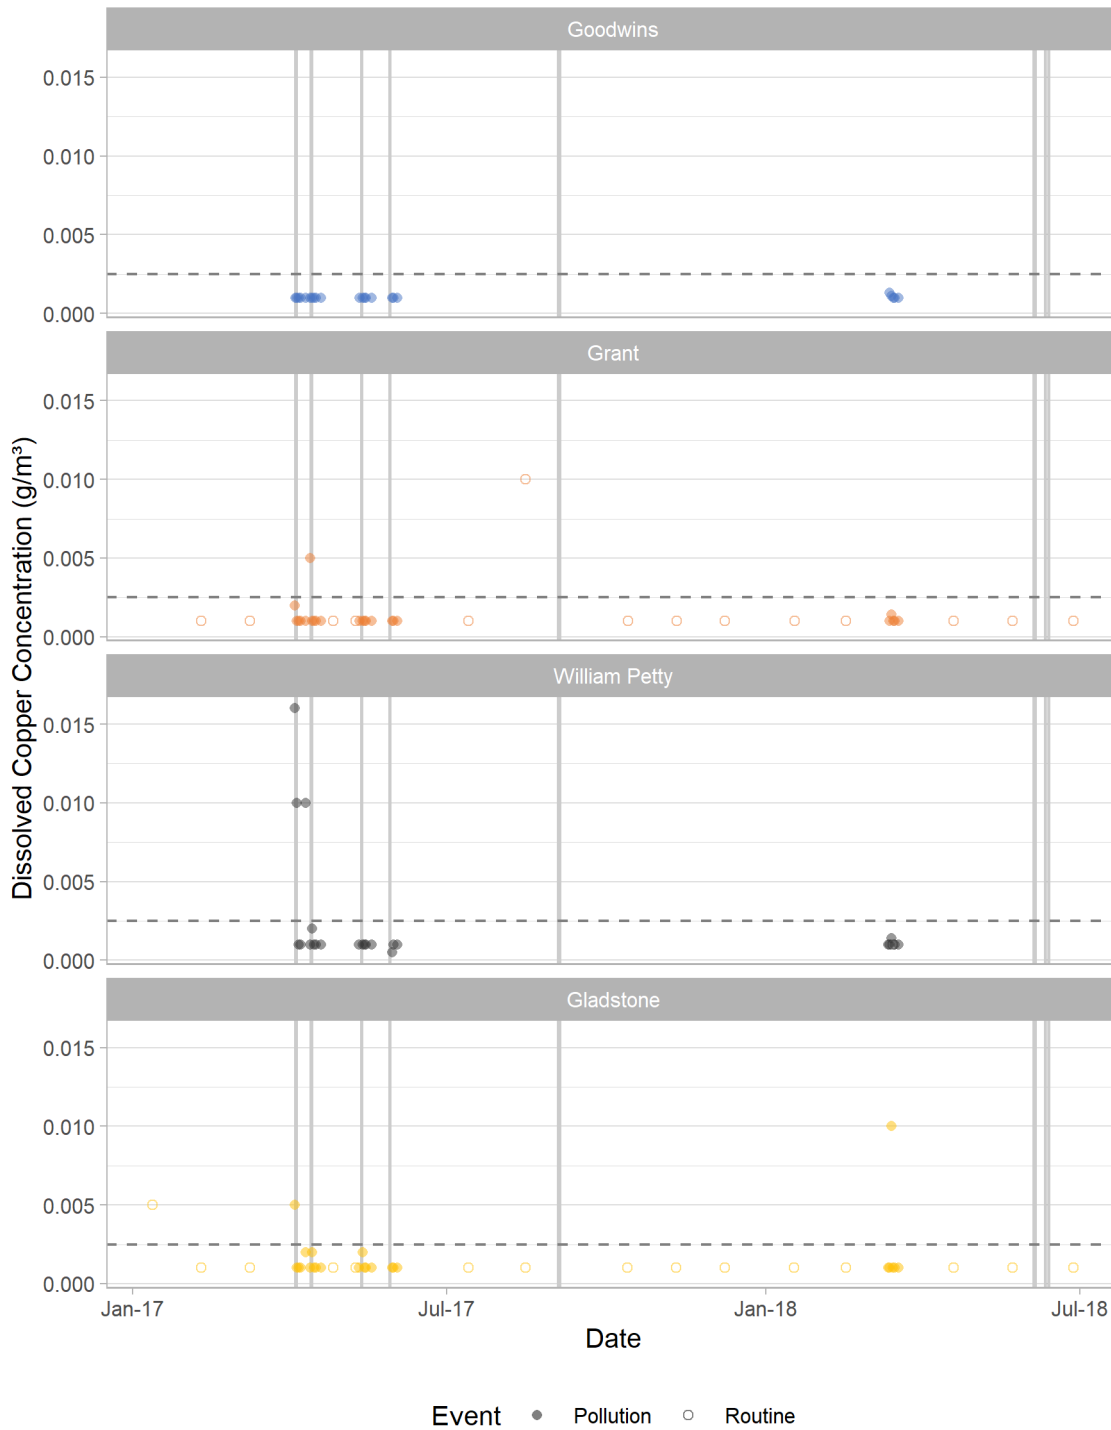 Goodwins
0.015
0.010
0.005
0.000
Grant
0.015
0.010
0.005
0.000
William Petty
0.015
0.010
0.005
0.000
Gladstone
0.015
0.010
0.005
0.000
Dissolved Copper Concentration (g/m³)
Jan-17 Jul-17 Jan-18 Jul-18
Date
Event Pollution Routine